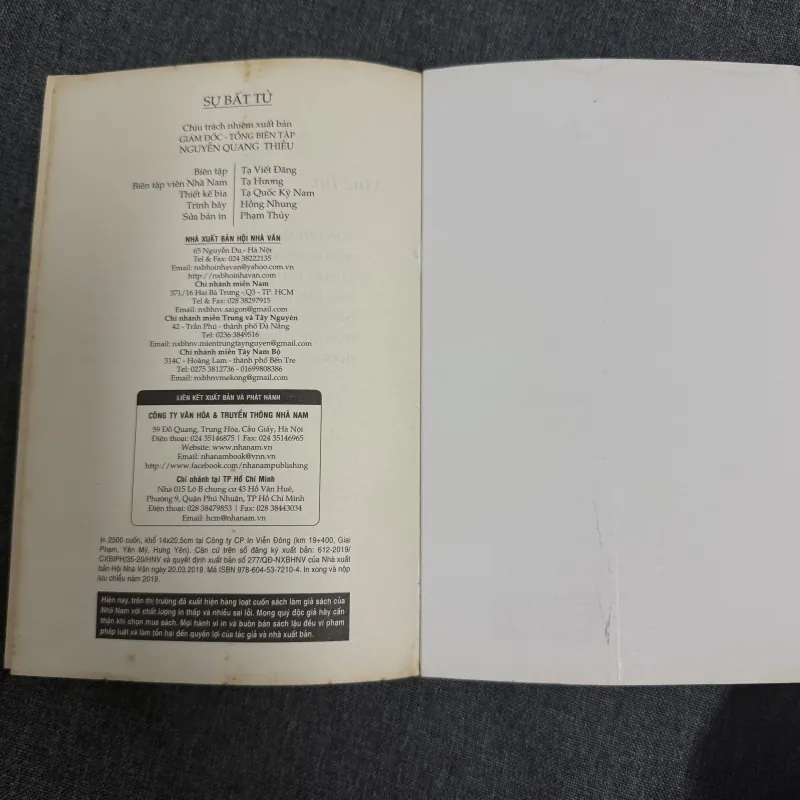 SỰ BẤT TỬ
Chịu trách nhiệm xuất bản
GIÁM ĐỐC - TỔNG BIÊN TẬP
NGUYỄN QUANG THIỀU
Biên tập | Tạ Viết Đãng
Biên tập viên Nhã Nam | Tạ Hương
Thiết kế bìa | Tạ Quốc Kỳ Nam
Trình bày | Hồng Nhung
Sửa bản in | Phạm Thủy
NHÀ XUẤT BẢN HỘI NHÀ VĂN
65 Nguyễn Du - Hà Nội
Tel & Fax: 024 38222135
Email: nxbhoinhavan@yahoo.com.vn
http://nxbhoinhavan.com
Chi nhánh miền Nam
371/16 Hai Bà Trưng - Q3 - TP. HCM
Tel & Fax: 028 38297915
Email: nxbhnv.saigon@gmail.com
Chi nhánh miền Trung và Tây Nguyên
42 - Trần Phú - thành phố Đà Nẵng
Tel: 0236 3849516
Email: nxbhnv.mientrungtaynguyen@gmail.com
Chi nhánh miền Tây Nam Bộ
314C - Hoàng Lam - thành phố Bến Tre
Tel: 0275 3812736 - 01699808386
Email: nxbhnvmekong@gmail.com
LIÊN KẾT XUẤT BẢN VÀ PHÁT HÀNH
CÔNG TY VĂN HÓA & TRUYỀN THÔNG NHÃ NAM
59 Đỗ Quang, Trung Hòa, Cầu Giấy, Hà Nội
Điện thoại: 024 35146875 | Fax: 024 35146965
Website: www.nhanam.vn
Email: nhanambook@vnn.vn
http://www.facebook.com/nhanampublishing
Chi nhánh tại TP Hồ Chí Minh
Nhà 015 Lô B chung cư 43 Hồ Văn Huê,
Phường 9, Quận Phú Nhuận, TP Hồ Chí Minh
Điện thoại: 028 38479853 | Fax: 028 38443034
Email: hcm@nhanam.vn
In 2500 cuốn, khổ 14x20.5cm tại Công ty CP In Viễn Đông (km 19+400, Giai
Phạm, Yên Mỹ, Hưng Yên). Căn cứ trên số đăng ký xuất bản: 612-2019/
CXBIPH/35-20/HNV và quyết định xuất bản số 277/QĐ-NXBHNV của Nhà xuất
bản Hội Nhà Văn ngày 20.03.2019. Mã ISBN 978-604-53-7210-4. In xong và nộp
lưu chiểu năm 2019.
Hiện nay, trên thị trường đã xuất hiện hàng loạt cuốn sách làm giả sách của
Nhã Nam với chất lượng in thấp và nhiều sai lỗi. Mong quý độc giả hãy cẩn
thận khi chọn mua sách. Mọi hành vi in và buôn bán sách lậu đều vi phạm
pháp luật và làm tổn hại đến quyền lợi của tác giả và nhà xuất bản.